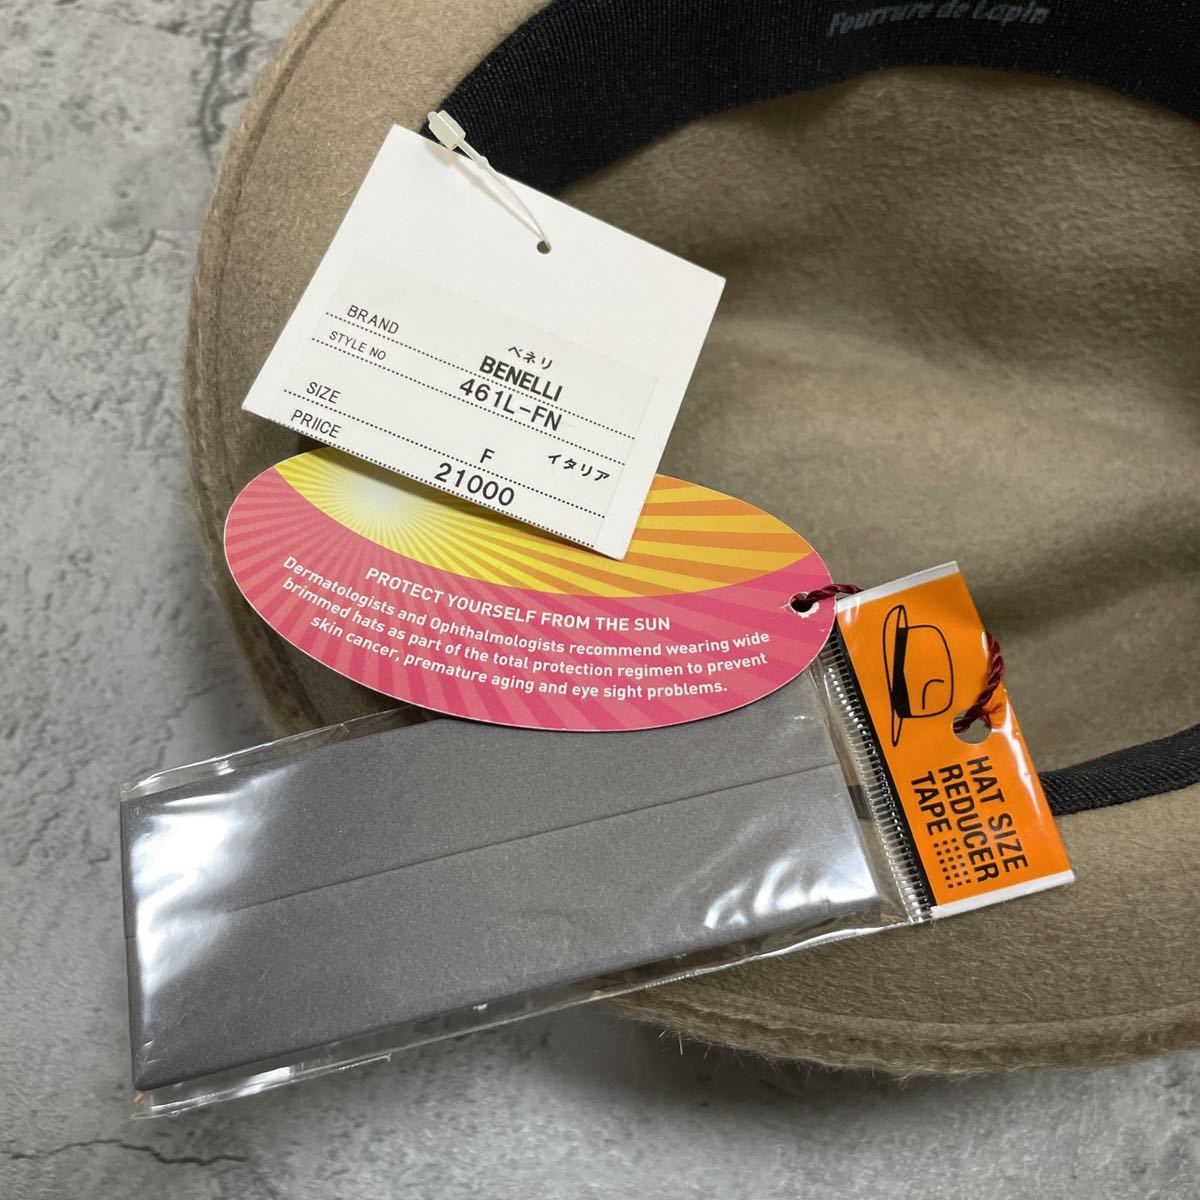 Fourrure de Lapin
BRAND ベネリ
BENELLI
STYLE NO 461L-FN
SIZE F イタリア
PRIICE 21000
PROTECT YOURSELF FROM THE SUN
Dermatologists and Ophthalmologists recommend wearing wide
brimmed hats as part of the total protection regimen to prevent
skin cancer, premature aging and eye sight problems.
HAT SIZE
REDUCER
TAPE